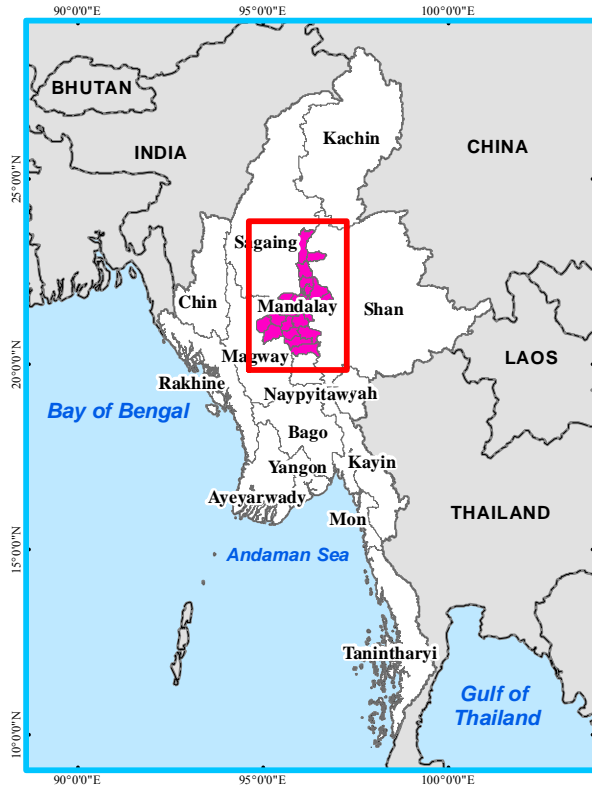 90°0'0"E
95°0'0"E
100°0'0"E
BHUTAN
Kachin
CHINA
INDIA
25°0'0"N
Sagaing
Chin
Mandalay
Shan
Magway
LAOS
20°0'0"N
Rakhine
Naypyitawyah
Bay of Bengal
Bago
Kayin
Yangon
Ayeyarwady
Mon
THAILAND
Andaman Sea
15°0'0"N
Tanintharyi
Gulf of
Thailand
10°0'0"N
90°0'0"E
95°0'0"E
100°0'0"E